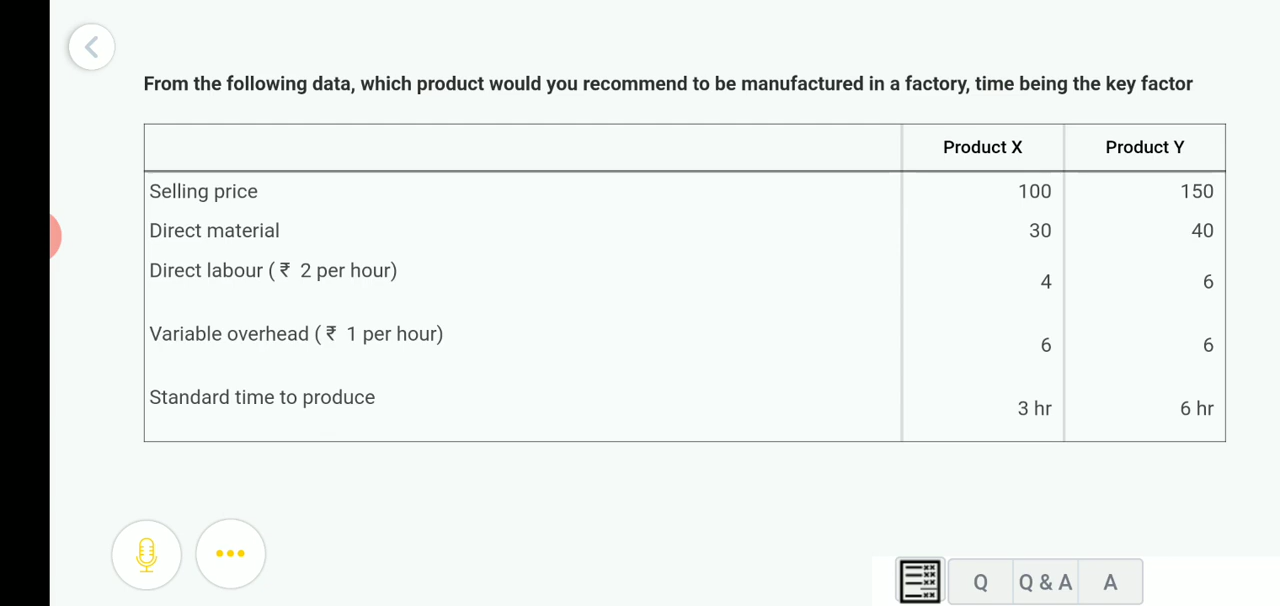 From the following data, which product would you recommend to be manufactured in a factory, time being the key factor
Product X Product Y
Selling price 100 150
Direct material 30 40
Direct labour ( ₹ 2 per hour) 4 6
Variable overhead ( ₹ 1 per hour) 6 6
Standard time to produce 3 hr 6 hr
Q Q & A A